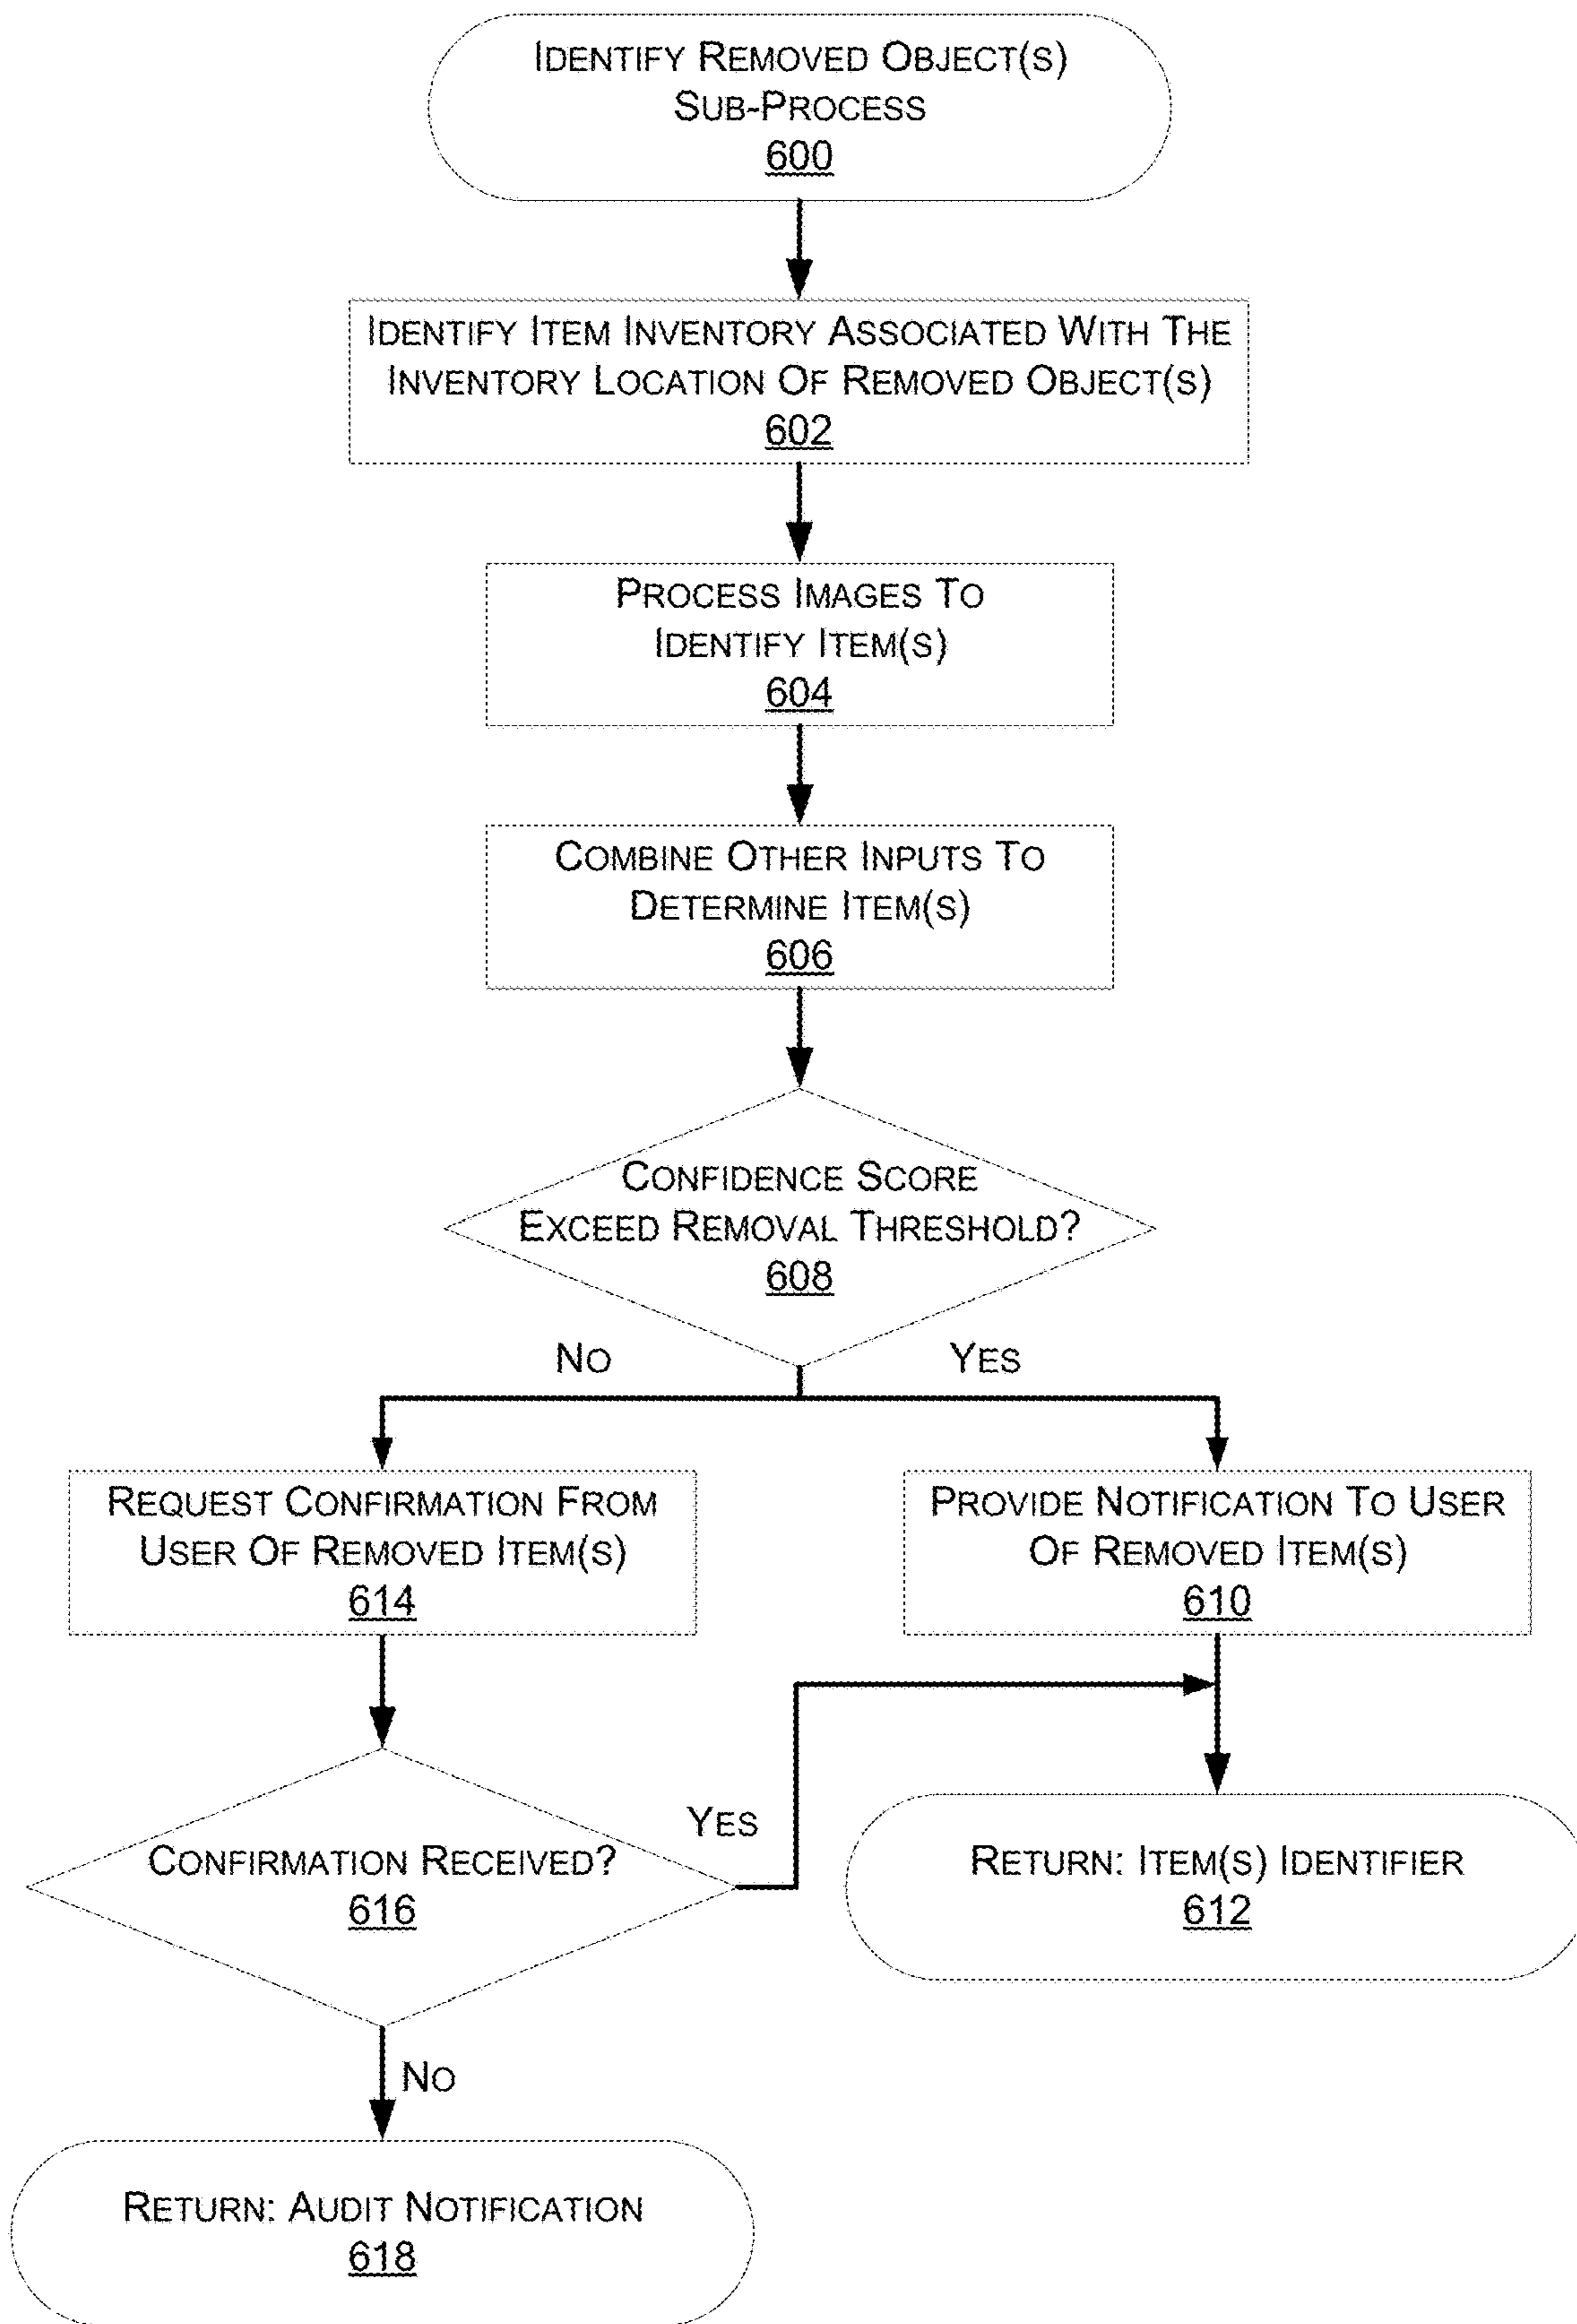 IDENTIFY REMOVED OBJECT(S)
SUB-PROCESS
600
IDENTIFY ITEM INVENTORY ASSOCIATED WITH THE
INVENTORY LOCATION OF REMOVED OBJECT(S)
602
PROCESS IMAGES TO
IDENTIFY ITEM(S)
604
COMBINE OTHER INPUTS TO
DETERMINE ITEM(S)
606
CONFIDENCE SCORE
EXCEED REMOVAL THRESHOLD?
608
NO
YES
REQUEST CONFIRMATION FROM
USER OF REMOVED ITEM(S)
614
PROVIDE NOTIFICATION TO USER
OF REMOVED ITEM(S)
610
CONFIRMATION RECEIVED?
616
YES
RETURN: ITEM(S) IDENTIFIER
612
NO
RETURN: AUDIT NOTIFICATION
618